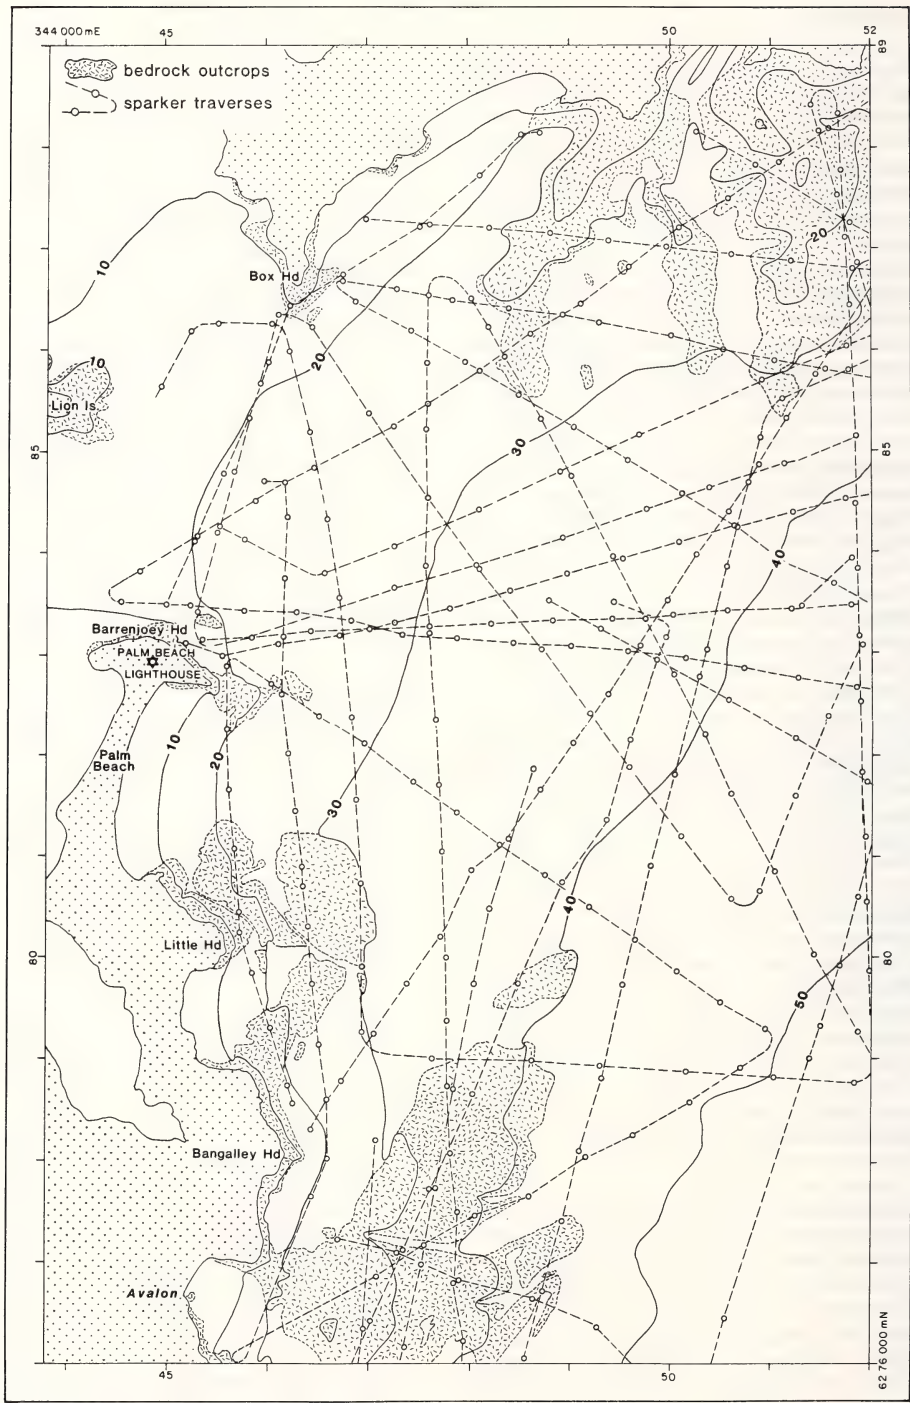 344 000mE 45 50 52
89
bedrock outcrops
sparker traverses
20
10
Box Hd
20
10
Lion Is.
30
85 85
40
Barrenjoey Hd
PALM BEACH
LIGHTHOUSE
10
Palm
Beach
20
30
40
Little Hd
80 80
50
Bangalley Hd
Avalon
45 50
62 76 000 mN